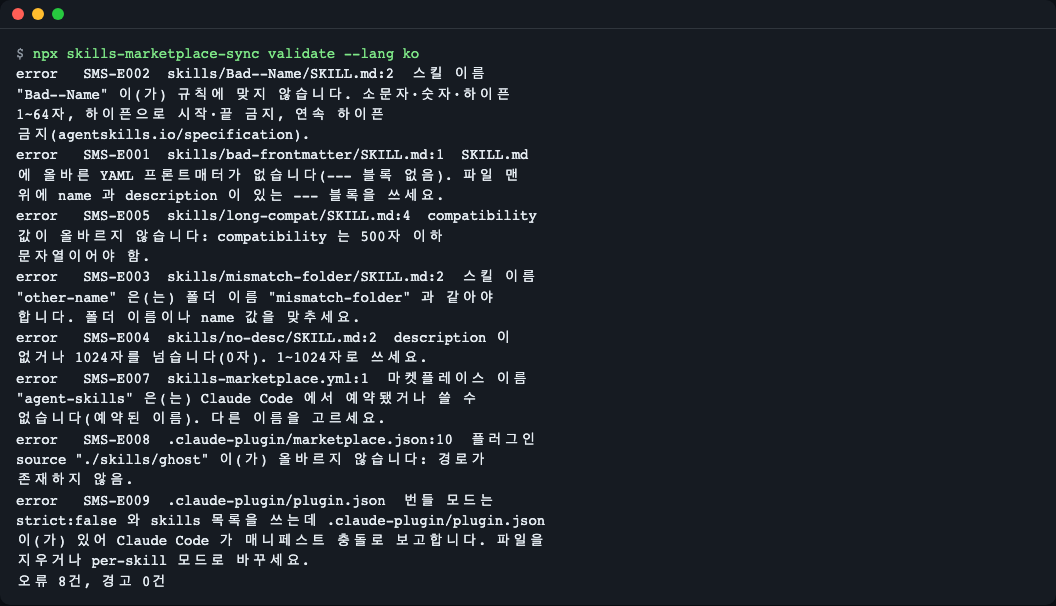 $ npx skills-marketplace-sync validate --lang ko
error   SMS-E002  skills/Bad--Name/SKILL.md:2  스킬 이름
"Bad--Name" 이(가) 규칙에 맞지 않습니다. 소문자·숫자·하이픈
1~64자, 하이픈으로 시작·끝 금지, 연속 하이픈
금지(agentskills.io/specification).
error   SMS-E001  skills/bad-frontmatter/SKILL.md:1  SKILL.md
에 올바른 YAML 프론트매터가 없습니다(--- 블록 없음). 파일 맨
위에 name 과 description 이 있는 --- 블록을 쓰세요.
error   SMS-E005  skills/long-compat/SKILL.md:4  compatibility
값이 올바르지 않습니다: compatibility 는 500자 이하
문자열이어야 함.
error   SMS-E003  skills/mismatch-folder/SKILL.md:2  스킬 이름
"other-name" 은(는) 폴더 이름 "mismatch-folder" 과 같아야
합니다. 폴더 이름이나 name 값을 맞추세요.
error   SMS-E004  skills/no-desc/SKILL.md:2  description 이
없거나 1024자를 넘습니다(0자). 1~1024자로 쓰세요.
error   SMS-E007  skills-marketplace.yml:1  마켓플레이스 이름
"agent-skills" 은(는) Claude Code 에서 예약됐거나 쓸 수
없습니다(예약된 이름). 다른 이름을 고르세요.
error   SMS-E008  .claude-plugin/marketplace.json:10  플러그인
source "./skills/ghost" 이(가) 올바르지 않습니다: 경로가
존재하지 않음.
error   SMS-E009  .claude-plugin/plugin.json  번들 모드는
strict:false 와 skills 목록을 쓰는데 .claude-plugin/plugin.json
이(가) 있어 Claude Code 가 매니페스트 충돌로 보고합니다. 파일을
지우거나 per-skill 모드로 바꾸세요.
오류 8건, 경고 0건